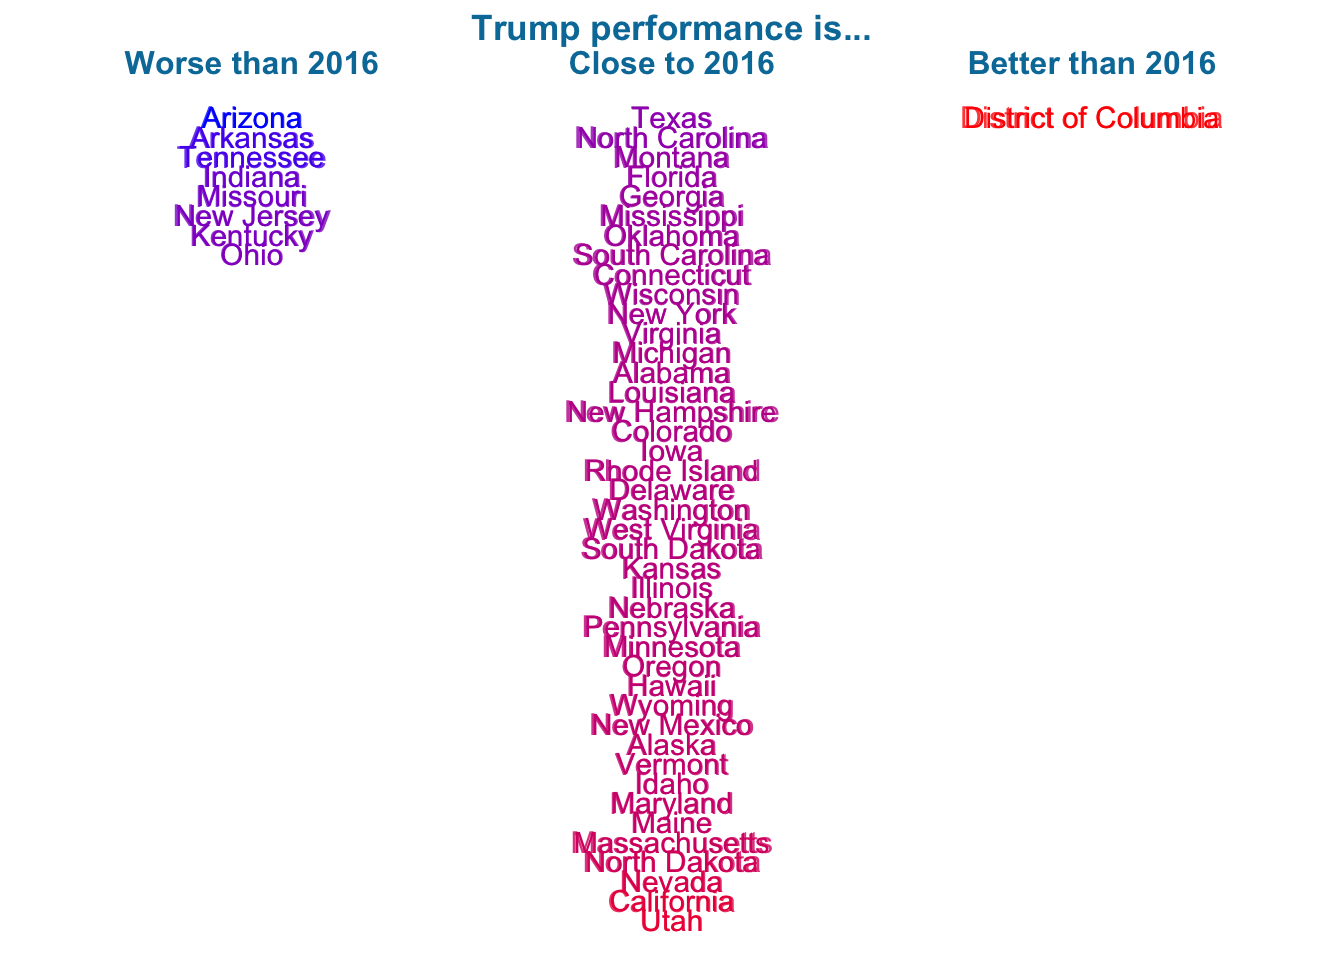 Trump performance is...
Worse than 2016
Arizona
Arkansas
Tennessee
Indiana
Missouri
New Jersey
Kentucky
Ohio
Close to 2016
Texas
North Carolina
Montana
Florida
Georgia
Mississippi
Oklahoma
South Carolina
Connecticut
Wisconsin
New York
Virginia
Michigan
Alabama
Louisiana
New Hampshire
Colorado
Iowa
Rhode Island
Delaware
Washington
West Virginia
South Dakota
Kansas
Illinois
Nebraska
Pennsylvania
Minnesota
Oregon
Hawaii
Wyoming
New Mexico
Alaska
Vermont
Idaho
Maryland
Maine
Massachusetts
North Dakota
Nevada
California
Utah
Better than 2016
District of Columbia